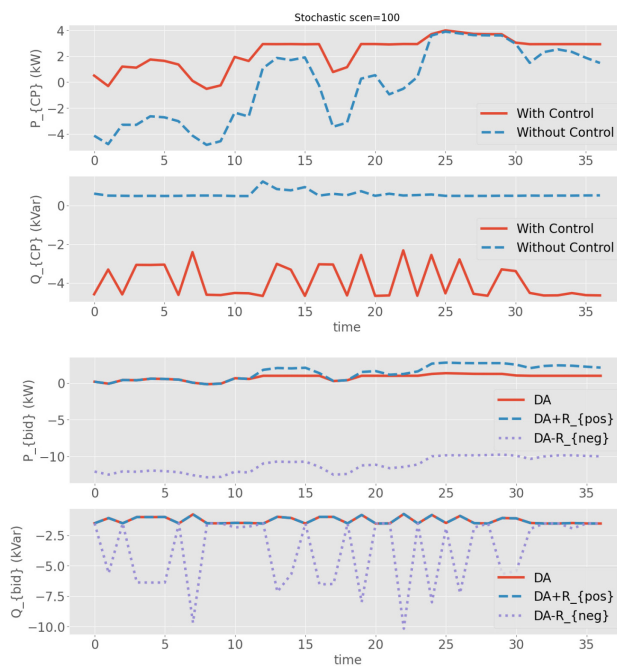 Stochastic scen=100
P_{CP} (kW)
4
2
0
−2
−4
With Control
Without Control
0 5 10 15 20 25 30 35
Q_{CP} (kVar)
0
−2
−4
With Control
Without Control
0 5 10 15 20 25 30 35
time
P_{bid} (kW)
0
−5
−10
DA
DA+R_{pos}
DA-R_{neg}
0 5 10 15 20 25 30 35
Q_{bid} (kVar)
−2.5
−5.0
−7.5
−10.0
DA
DA+R_{pos}
DA-R_{neg}
0 5 10 15 20 25 30 35
time